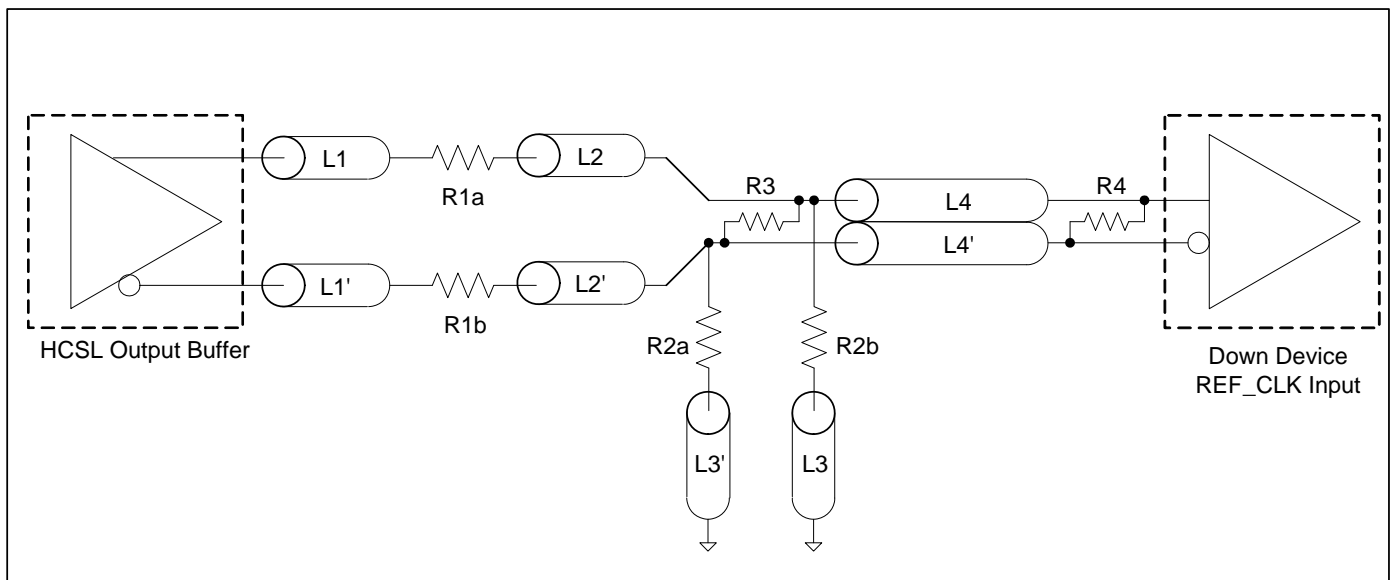 L1
R1a
L2
R3
L4
R4
L4'
L1'
R1b
L2'
HCSL Output Buffer
R2a
R2b
Down Device
REF_CLK Input
L3'
L3